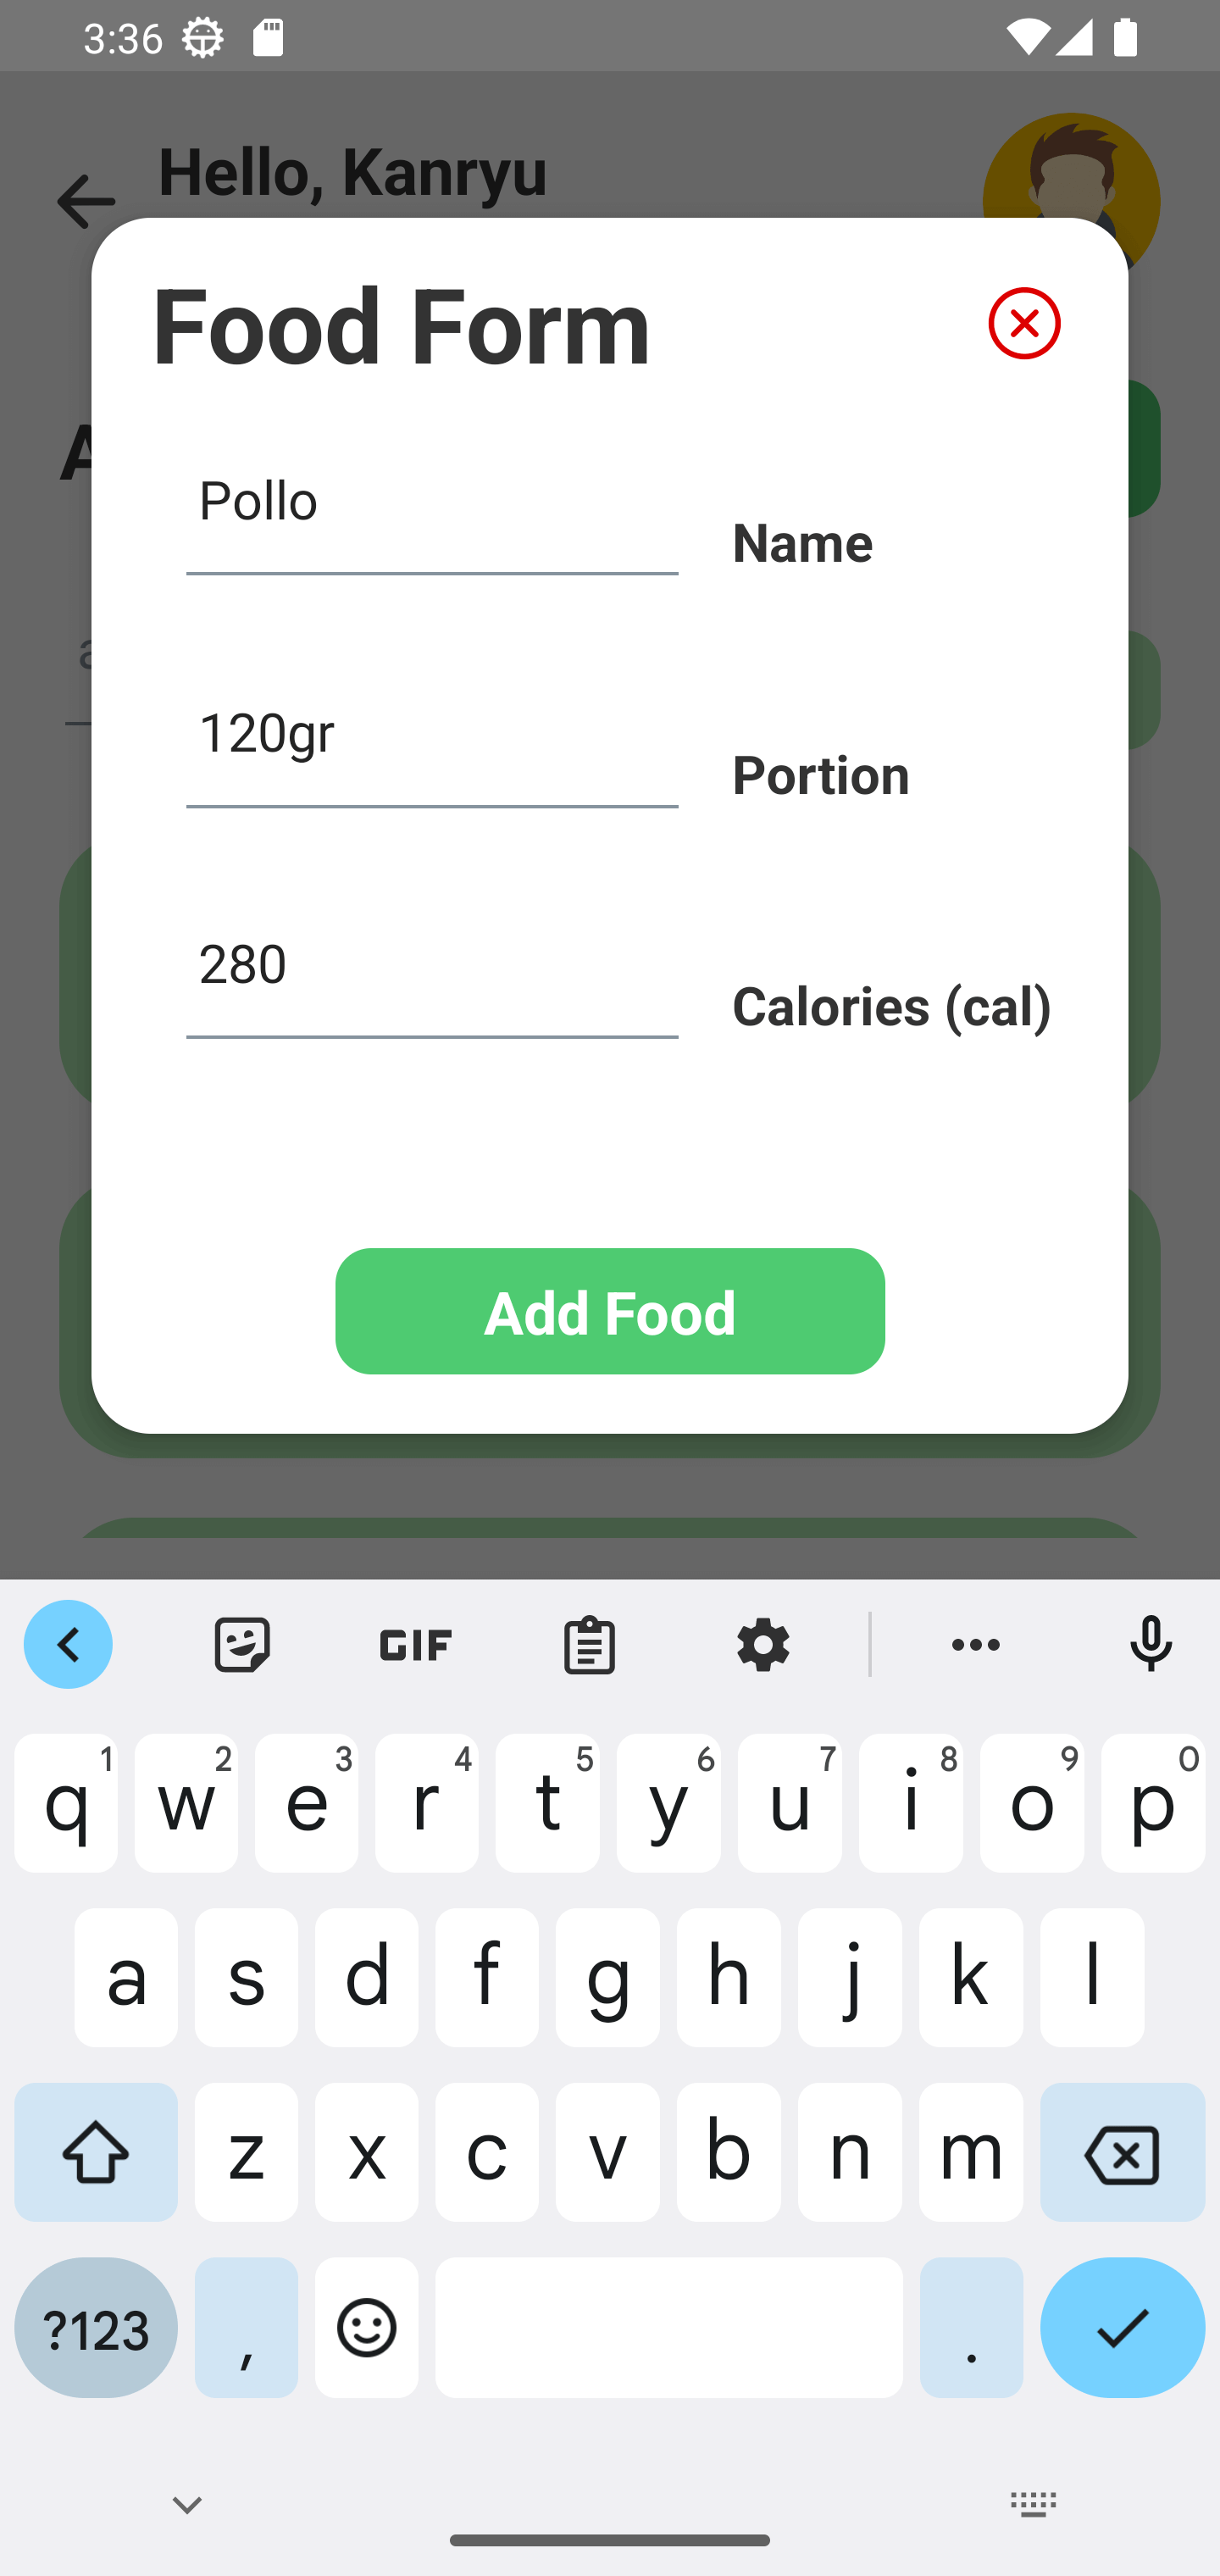 3:36
Hello, Kanryu
Food Form
A
a
Pollo
Name
120gr
Portion
280
Calories (cal)
Add Food
GIF
q1 w2 e3 r4 t5 y6 u7 i8 o9 p0
a s d f g h j k l
z x c v b n m
?123 , .